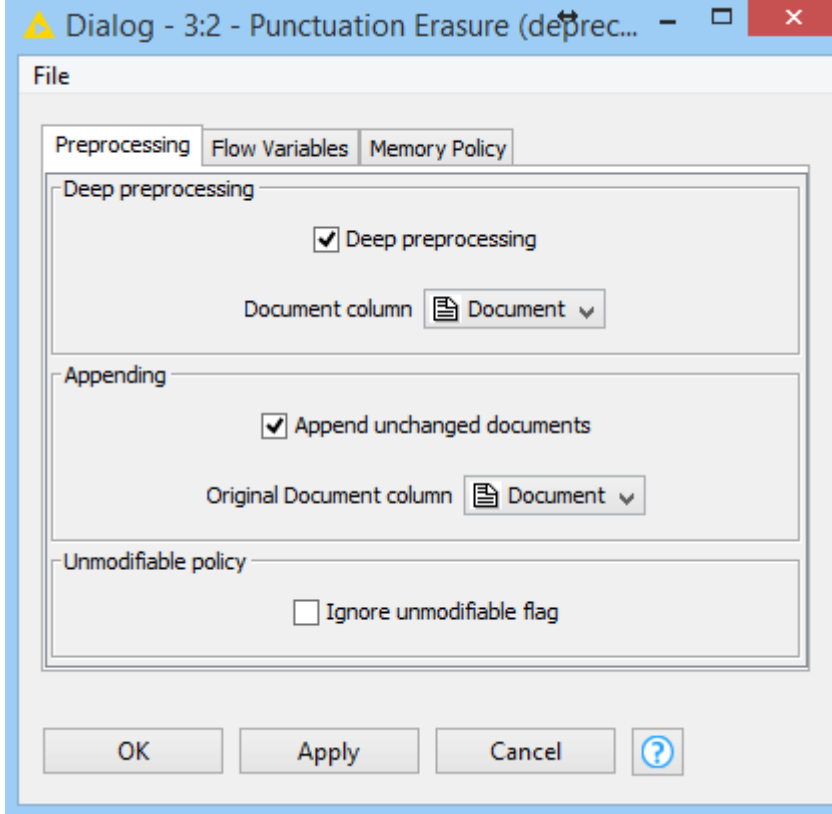 Dialog - 3:2 - Punctuation Erasure (deprec...
File
Preprocessing Flow Variables Memory Policy
Deep preprocessing
Deep preprocessing
Document column Document
Appending
Append unchanged documents
Original Document column Document
Unmodifiable policy
Ignore unmodifiable flag
OK Apply Cancel ?